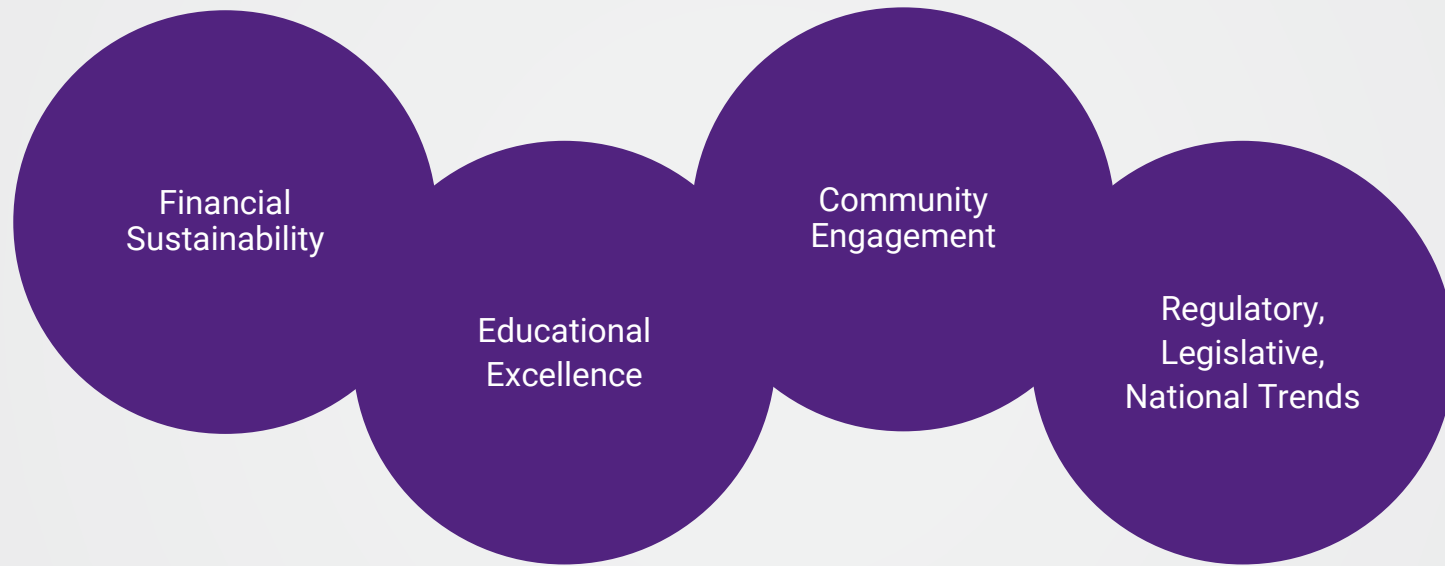 Financial
Sustainability
Educational
Excellence
Community
Engagement
Regulatory,
Legislative,
National Trends